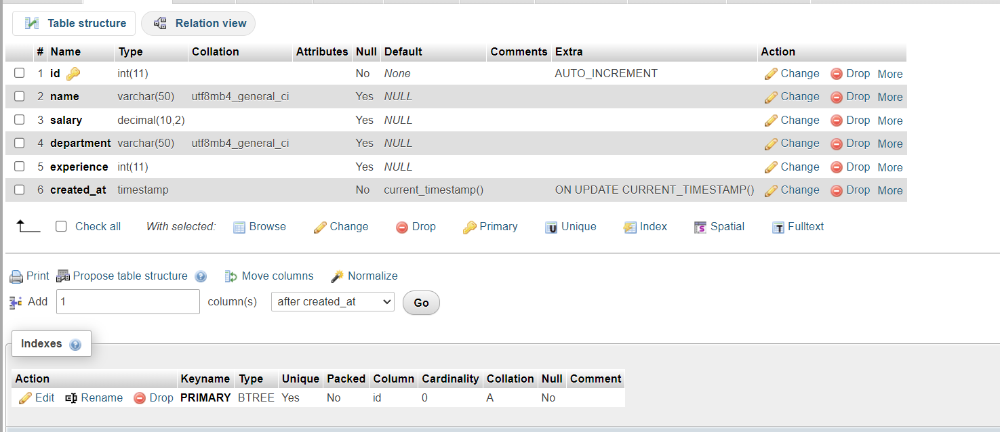 Table structure Relation view
# Name Type Collation Attributes Null Default Comments Extra Action
1 id int(11) No None AUTO_INCREMENT Change Drop More
2 name varchar(50) utf8mb4_general_ci Yes NULL Change Drop More
3 salary decimal(10,2) Yes NULL Change Drop More
4 department varchar(50) utf8mb4_general_ci Yes NULL Change Drop More
5 experience int(11) Yes NULL Change Drop More
6 created_at timestamp No current_timestamp() ON UPDATE CURRENT_TIMESTAMP() Change Drop More
Check all With selected: Browse Change Drop Primary U Unique Index S Spatial T Fulltext
Print Propose table structure Move columns Normalize
Add 1 column(s) after created_at Go
Indexes
Action Keyname Type Unique Packed Column Cardinality Collation Null Comment
Edit Rename Drop PRIMARY BTREE Yes No id 0 A No